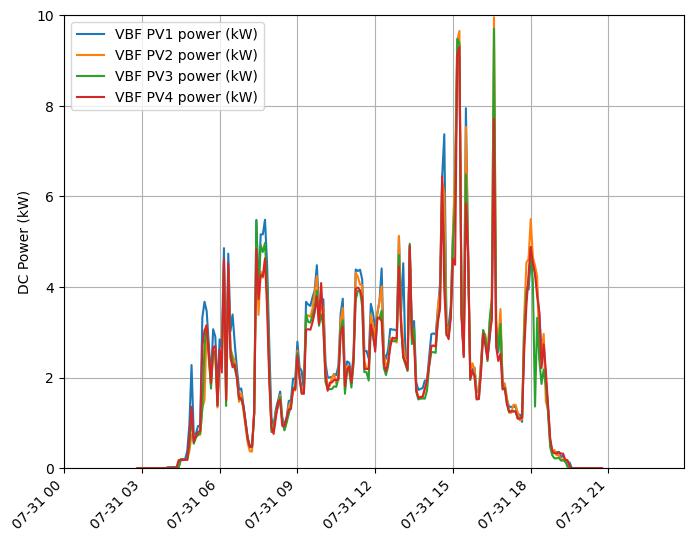 VBF PV1 power (kW)
VBF PV2 power (kW)
VBF PV3 power (kW)
VBF PV4 power (kW)
DC Power (kW)
10
8
6
4
2
0
07-31 00
07-31 03
07-31 06
07-31 09
07-31 12
07-31 15
07-31 18
07-31 21